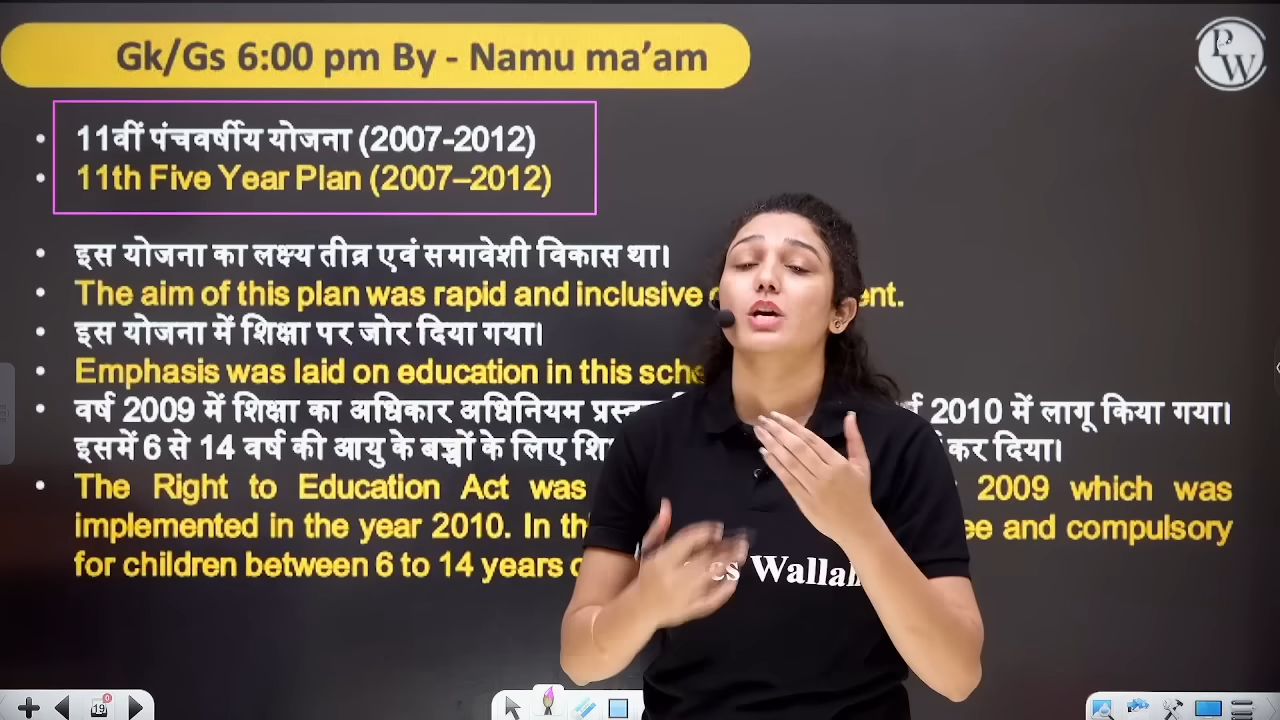 Gk/Gs 6:00 pm By - Namu ma'am
PW
11वीं पंचवर्षीय योजना (2007-2012)
11th Five Year Plan (2007–2012)
इस योजना का लक्ष्य तीव्र एवं समावेशी विकास था।
The aim of this plan was rapid and inclusive
इस योजना में शिक्षा पर जोर दिया गया।
Emphasis was laid on education in this
वर्ष 2009 में शिक्षा का अधिकार अधिनियम 2010 में लागू किया गया।
इसमें 6 से 14 वर्ष की आयु के बच्चों के लिए कर दिया।
The Right to Education Act was 2009 which was
implemented in the year 2010. In and compulsory
for children between 6 to 14 years
Wallah
19